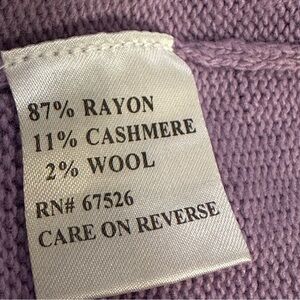 87% RAYON
11% CASHMERE
2% WOOL
RN# 67526
CARE ON REVERSE